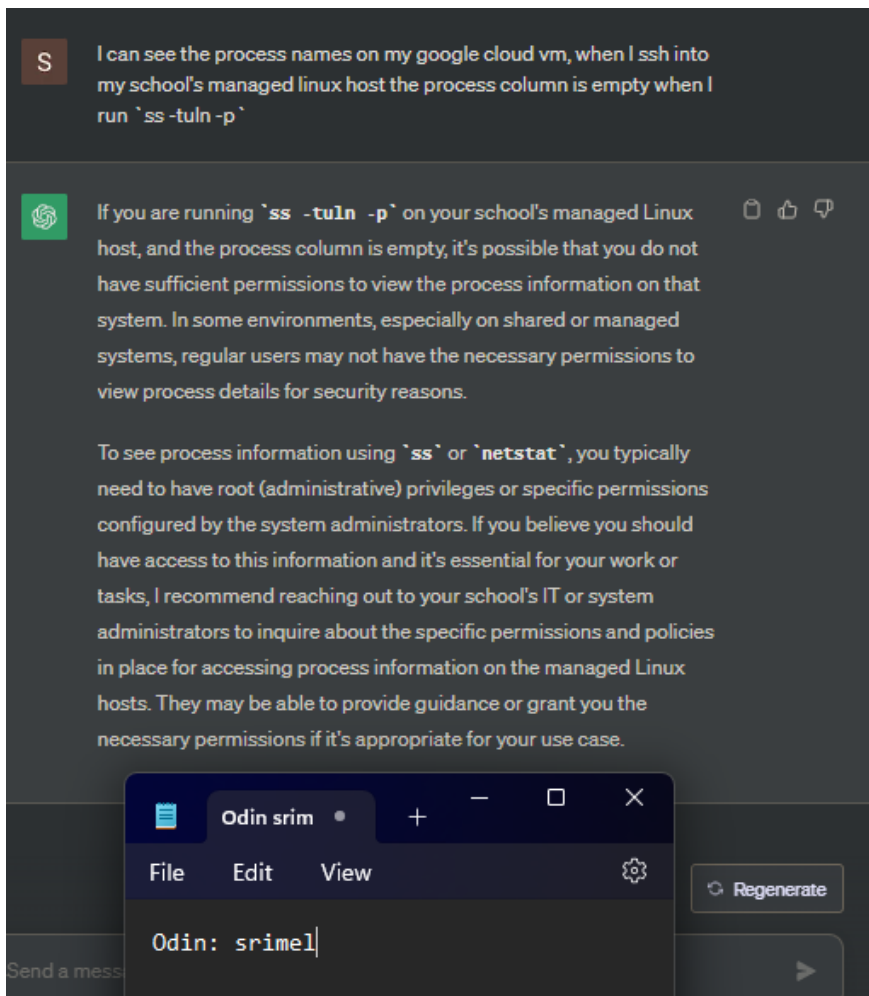 S
I can see the process names on my google cloud vm, when I ssh into
my school's managed linux host the process column is empty when I
run `ss -tuln -p`
If you are running `ss -tuln -p` on your school's managed Linux
host, and the process column is empty, it's possible that you do not
have sufficient permissions to view the process information on that
system. In some environments, especially on shared or managed
systems, regular users may not have the necessary permissions to
view process details for security reasons.
To see process information using `ss` or `netstat`, you typically
need to have root (administrative) privileges or specific permissions
configured by the system administrators. If you believe you should
have access to this information and it's essential for your work or
tasks, I recommend reaching out to your school's IT or system
administrators to inquire about the specific permissions and policies
in place for accessing process information on the managed Linux
hosts. They may be able to provide guidance or grant you the
necessary permissions if it's appropriate for your use case.
Odin srim
File Edit View
Regenerate
Odin: srimel
Send a messa